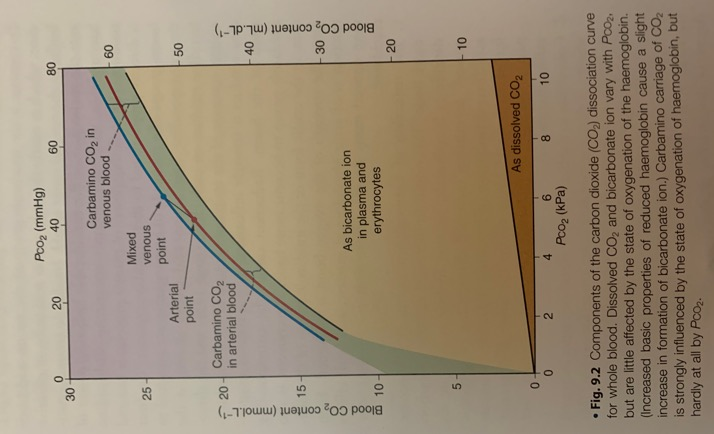 Pco₂ (mmHg)
0
20
40
60
80
30
25
20
15
10
5
0
Blood CO₂ content (mmol.L⁻¹)
60
50
40
30
20
10
Blood CO₂ content (mL.dL⁻¹)
Carbamino CO₂ in
venous blood
Mixed
venous
point
Arterial
point
Carbamino CO₂
in arterial blood
As bicarbonate ion
in plasma and
erythrocytes
As dissolved CO₂
0
2
4
6
8
10
Pco₂ (kPa)
• Fig. 9.2 Components of the carbon dioxide (CO₂) dissociation curve
for whole blood. Dissolved CO₂ and bicarbonate ion vary with Pco₂,
but are little affected by the state of oxygenation of the haemoglobin.
(Increased basic properties of reduced haemoglobin cause a slight
increase in formation of bicarbonate ion.) Carbamino carriage of CO₂
is strongly influenced by the state of oxygenation of haemoglobin, but
hardly at all by Pco₂.